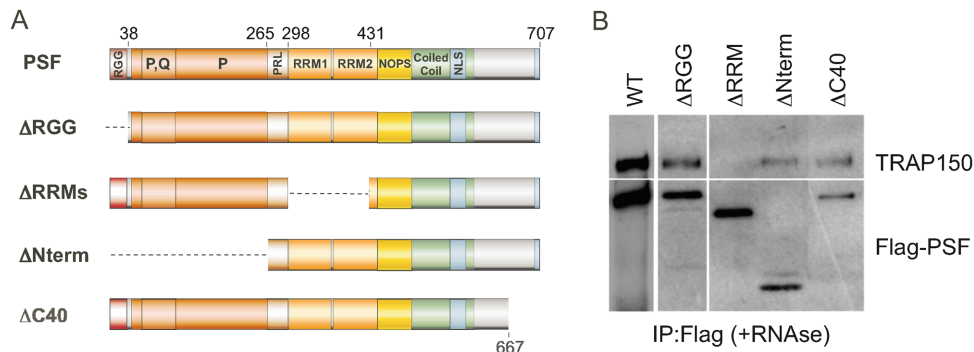 A
38 265 298 431 707
PSF
RGG P,Q P PRL RRM1 RRM2 NOPS Coiled Coil NLS
ΔRGG
ΔRRMs
ΔNterm
ΔC40
667
B
WT ΔRGG ΔRRM ΔNterm ΔC40
TRAP150
Flag-PSF
IP:Flag (+RNAse)